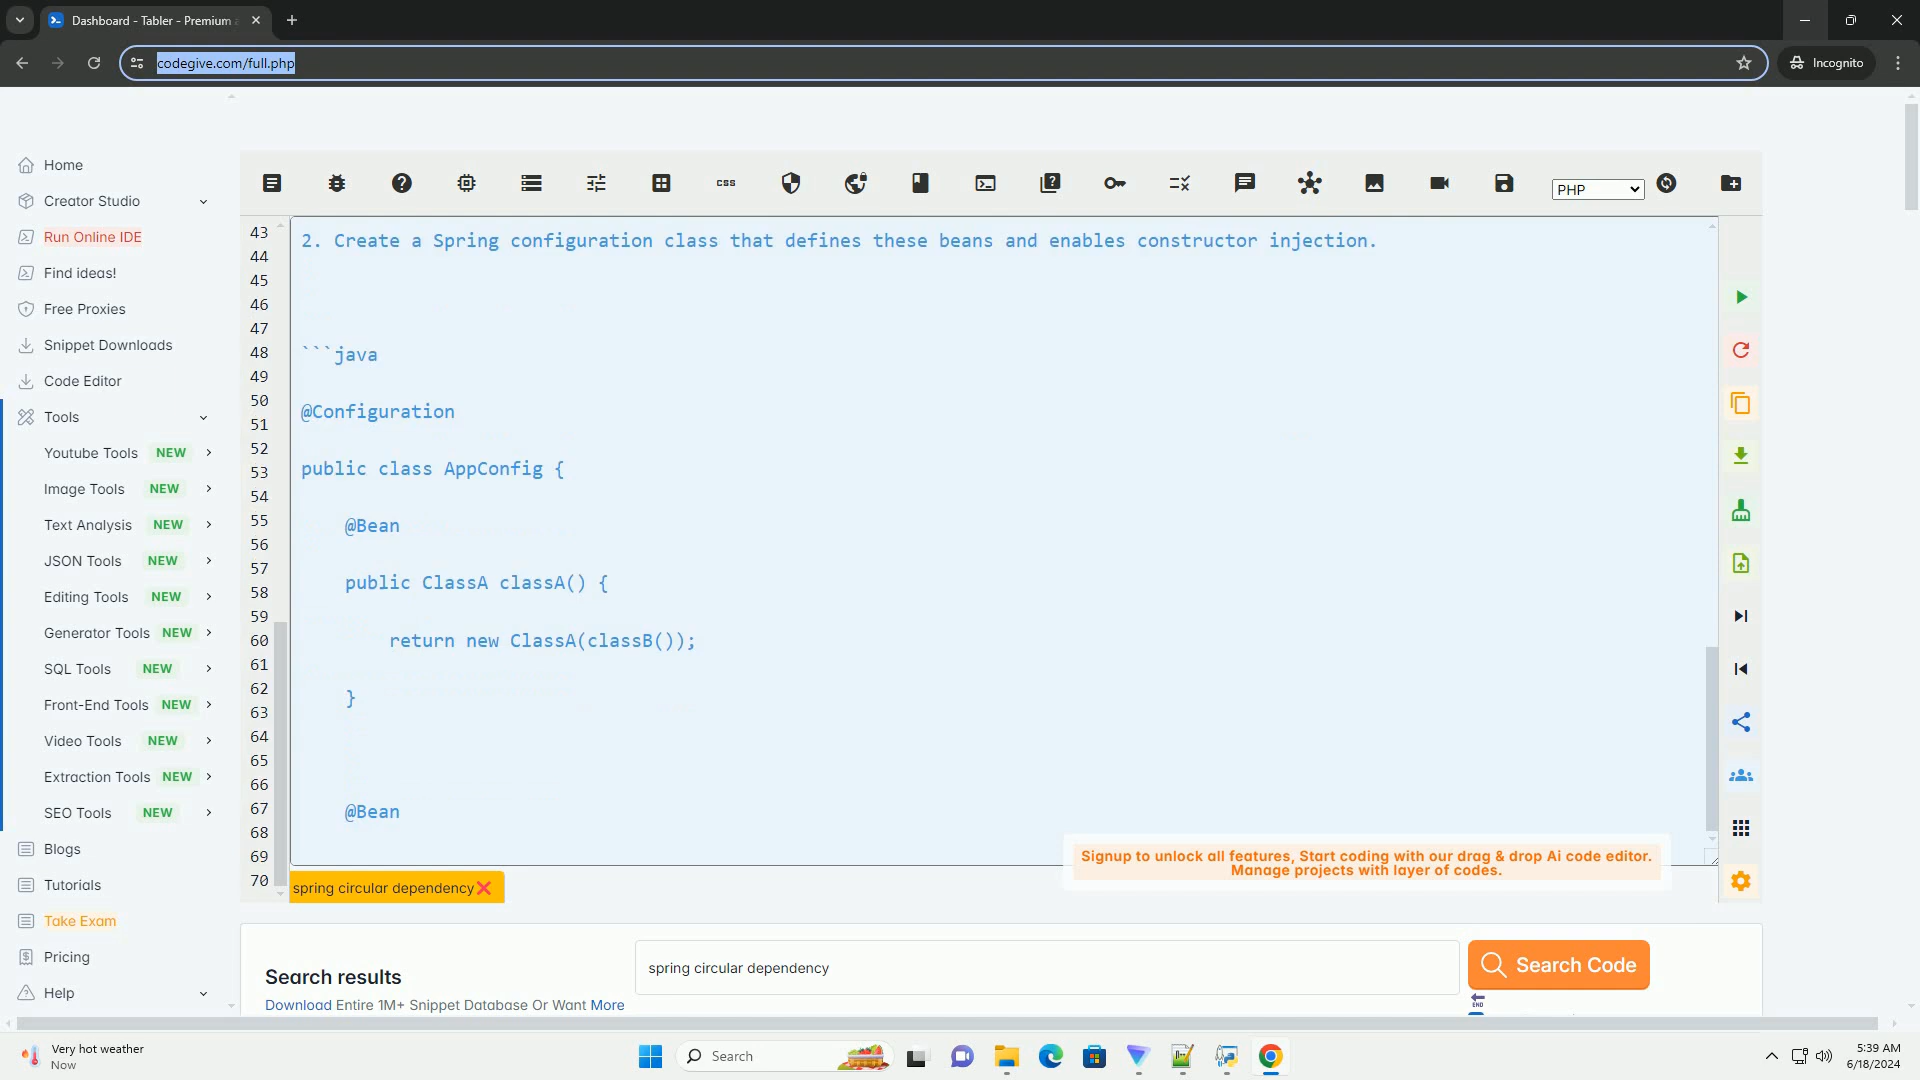 Dashboard - Tabler - Premium
codegive.com/full.php
Incognito
Home
Creator Studio
Run Online IDE
Find ideas!
Free Proxies
Snippet Downloads
Code Editor
Tools
Youtube Tools NEW
Image Tools NEW
Text Analysis NEW
JSON Tools NEW
Editing Tools NEW
Generator Tools NEW
SQL Tools NEW
Front-End Tools NEW
Video Tools NEW
Extraction Tools NEW
SEO Tools NEW
Blogs
Tutorials
Take Exam
Pricing
Help
css
PHP
43
44
45
46
47
48
49
50
51
52
53
54
55
56
57
58
59
60
61
62
63
64
65
66
67
68
69
70
2. Create a Spring configuration class that defines these beans and enables constructor injection.
```java
@Configuration
public class AppConfig {
@Bean
public ClassA classA() {
return new ClassA(classB());
}
@Bean
Signup to unlock all features, Start coding with our drag & drop Ai code editor.
Manage projects with layer of codes.
spring circular dependency
Search results
Download Entire 1M+ Snippet Database Or Want More
spring circular dependency
Search Code
END
Very hot weather
Now
Search
5:39 AM
6/18/2024